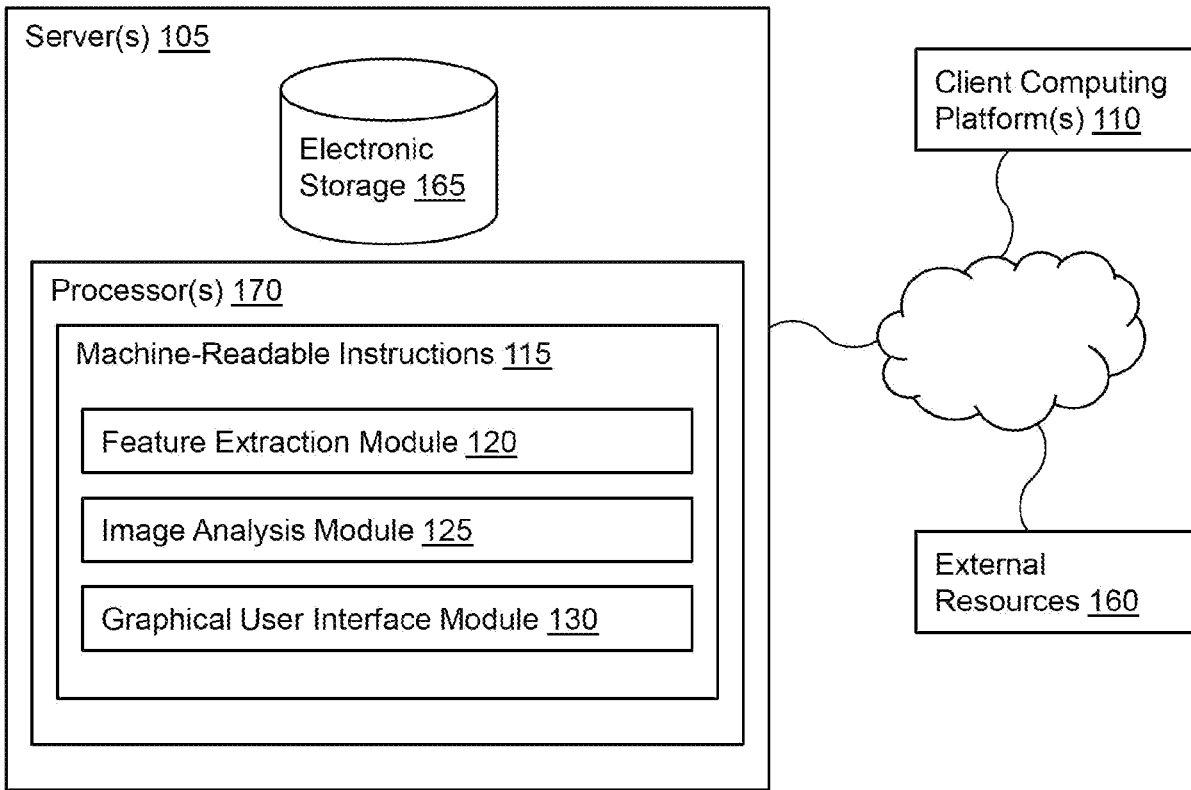 Server(s) 105
Electronic
Storage 165
Processor(s) 170
Machine-Readable Instructions 115
Feature Extraction Module 120
Image Analysis Module 125
Graphical User Interface Module 130
Client Computing
Platform(s) 110
External
Resources 160